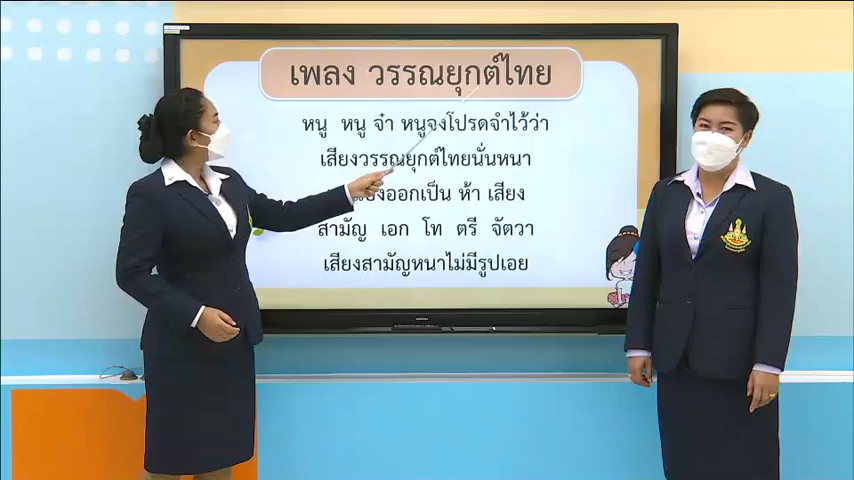 เพลง วรรณยุกต์ไทย
หนู หนู จ๋า หนูจงโปรดจำไว้ว่า
เสียงวรรณยุกต์ไทยนั่นหนา
ออกเป็น ห้า เสียง
สามัญ เอก โท ตรี จัตวา
เสียงสามัญหนาไม่มีรูปเอย